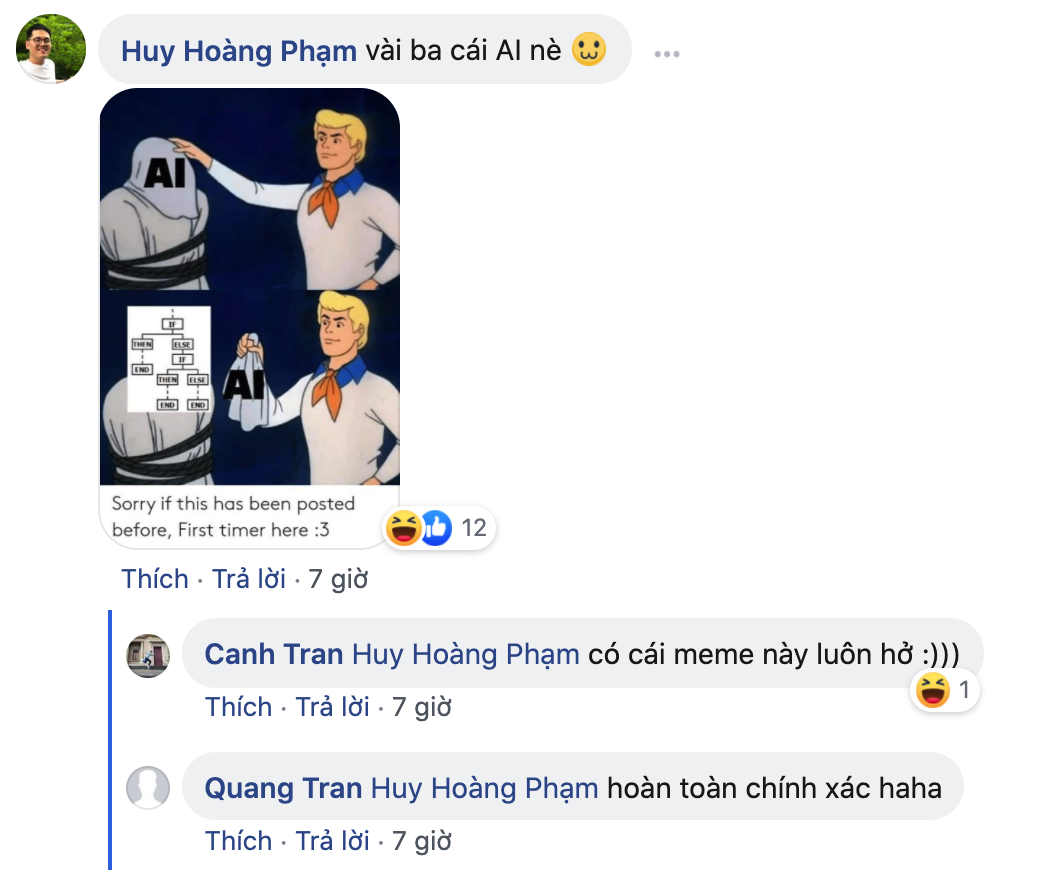 Huy Hoàng Phạm vài ba cái AI nè
AI
IF
THEN ELSE
IF
END
THEN ELSE
END END
AI
Sorry if this has been posted
before, First timer here :3
12
Thích · Trả lời · 7 giờ
Canh Tran Huy Hoàng Phạm có cái meme này luôn hở :)))
1
Thích · Trả lời · 7 giờ
Quang Tran Huy Hoàng Phạm hoàn toàn chính xác haha
Thích · Trả lời · 7 giờ